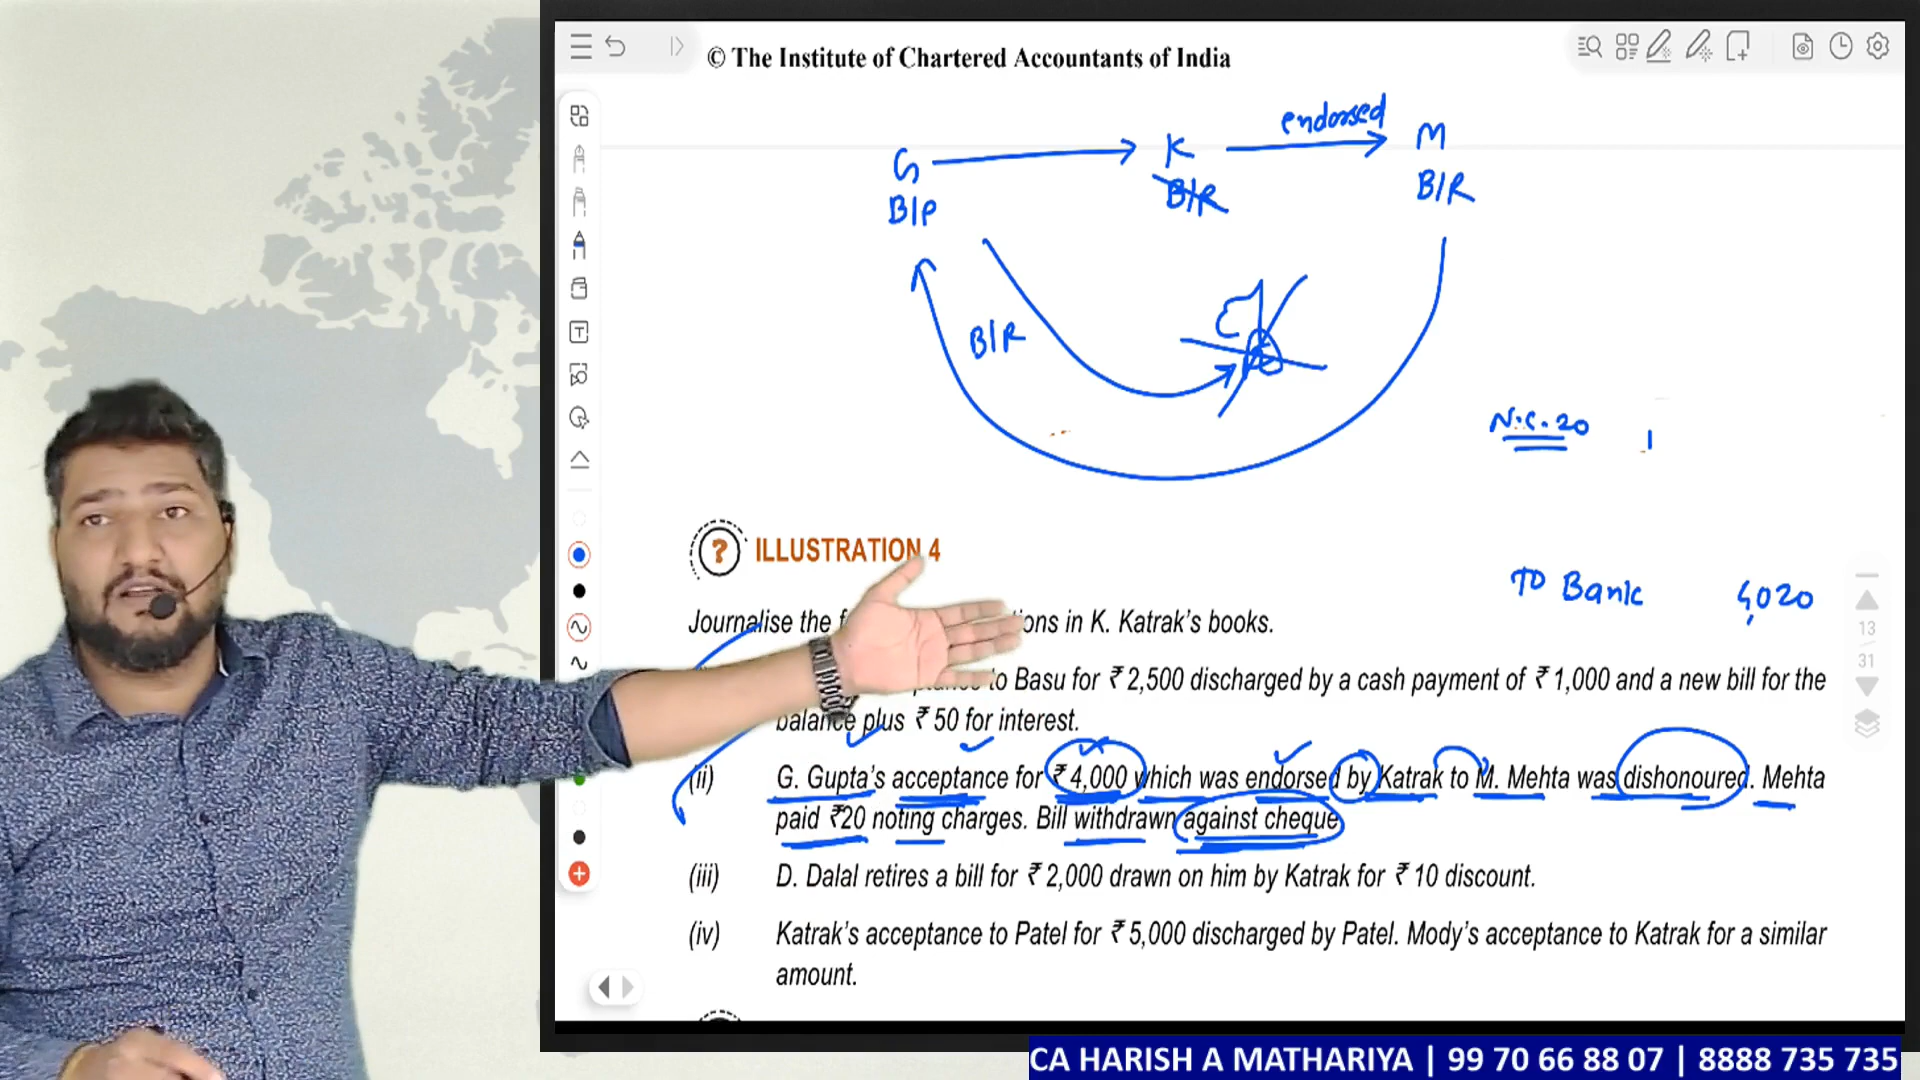 © The Institute of Chartered Accountants of India
endorsed
G K M
B/P B/R B/R
B/R
N.C. 20
ILLUSTRATION 4
TO Bank 4,020
Journalise the ons in K. Katrak's books.
to Basu for ₹ 2,500 discharged by a cash payment of ₹ 1,000 and a new bill for the
balance plus ₹ 50 for interest.
(ii) G. Gupta's acceptance for ₹ 4,000 which was endorsed by Katrak to M. Mehta was dishonoured. Mehta
paid ₹20 noting charges. Bill withdrawn against cheque
(iii) D. Dalal retires a bill for ₹ 2,000 drawn on him by Katrak for ₹ 10 discount.
(iv) Katrak's acceptance to Patel for ₹ 5,000 discharged by Patel. Mody's acceptance to Katrak for a similar
amount.
13
31
CA HARISH A MATHARIYA | 99 70 66 88 07 | 8888 735 735